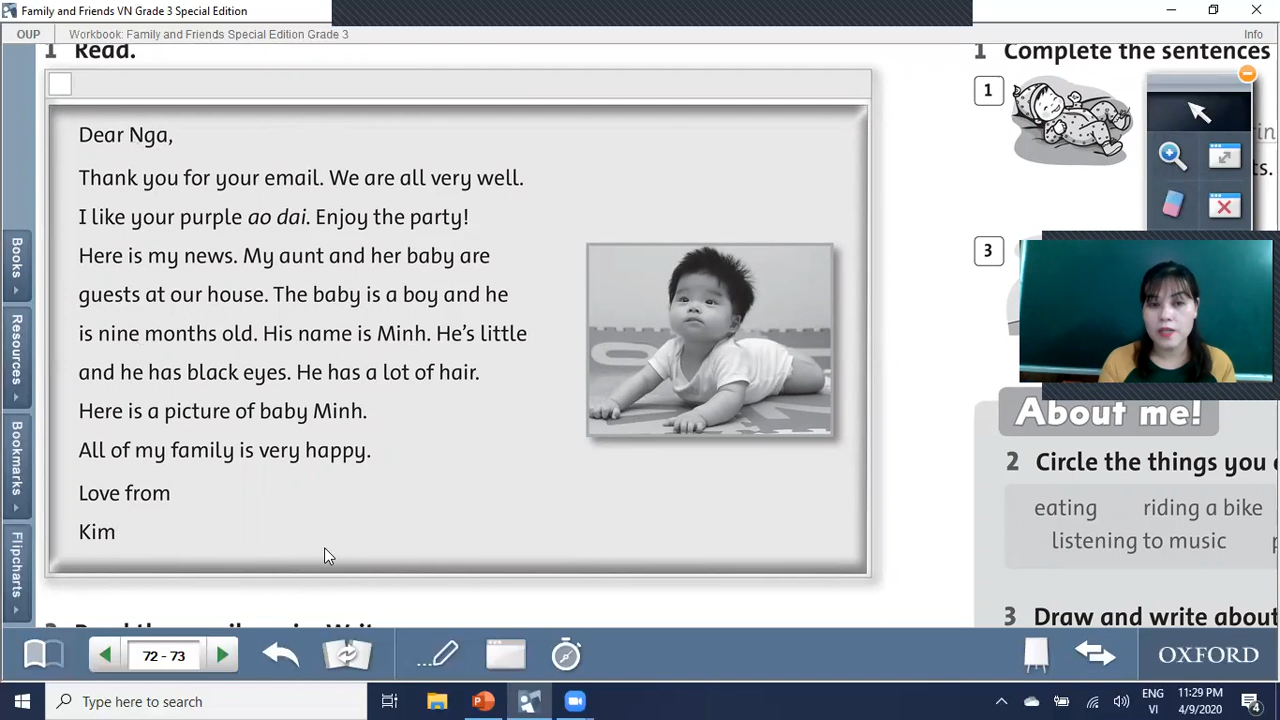 Family and Friends VN Grade 3 Special Edition
OUP
Workbook: Family and Friends Special Edition Grade 3
Info
1 Read.
Dear Nga,
Thank you for your email. We are all very well.
I like your purple ao dai. Enjoy the party!
Here is my news. My aunt and her baby are
guests at our house. The baby is a boy and he
is nine months old. His name is Minh. He's little
and he has black eyes. He has a lot of hair.
Here is a picture of baby Minh.
All of my family is very happy.
Love from
Kim
1 Complete the sentences
1
3
About me!
2 Circle the things you
eating riding a bike
listening to music
3 Draw and write about
Books
Resources
Bookmarks
Flipcharts
72 - 73
OXFORD
Type here to search
ENG
VI
11:29 PM
4/9/2020
4